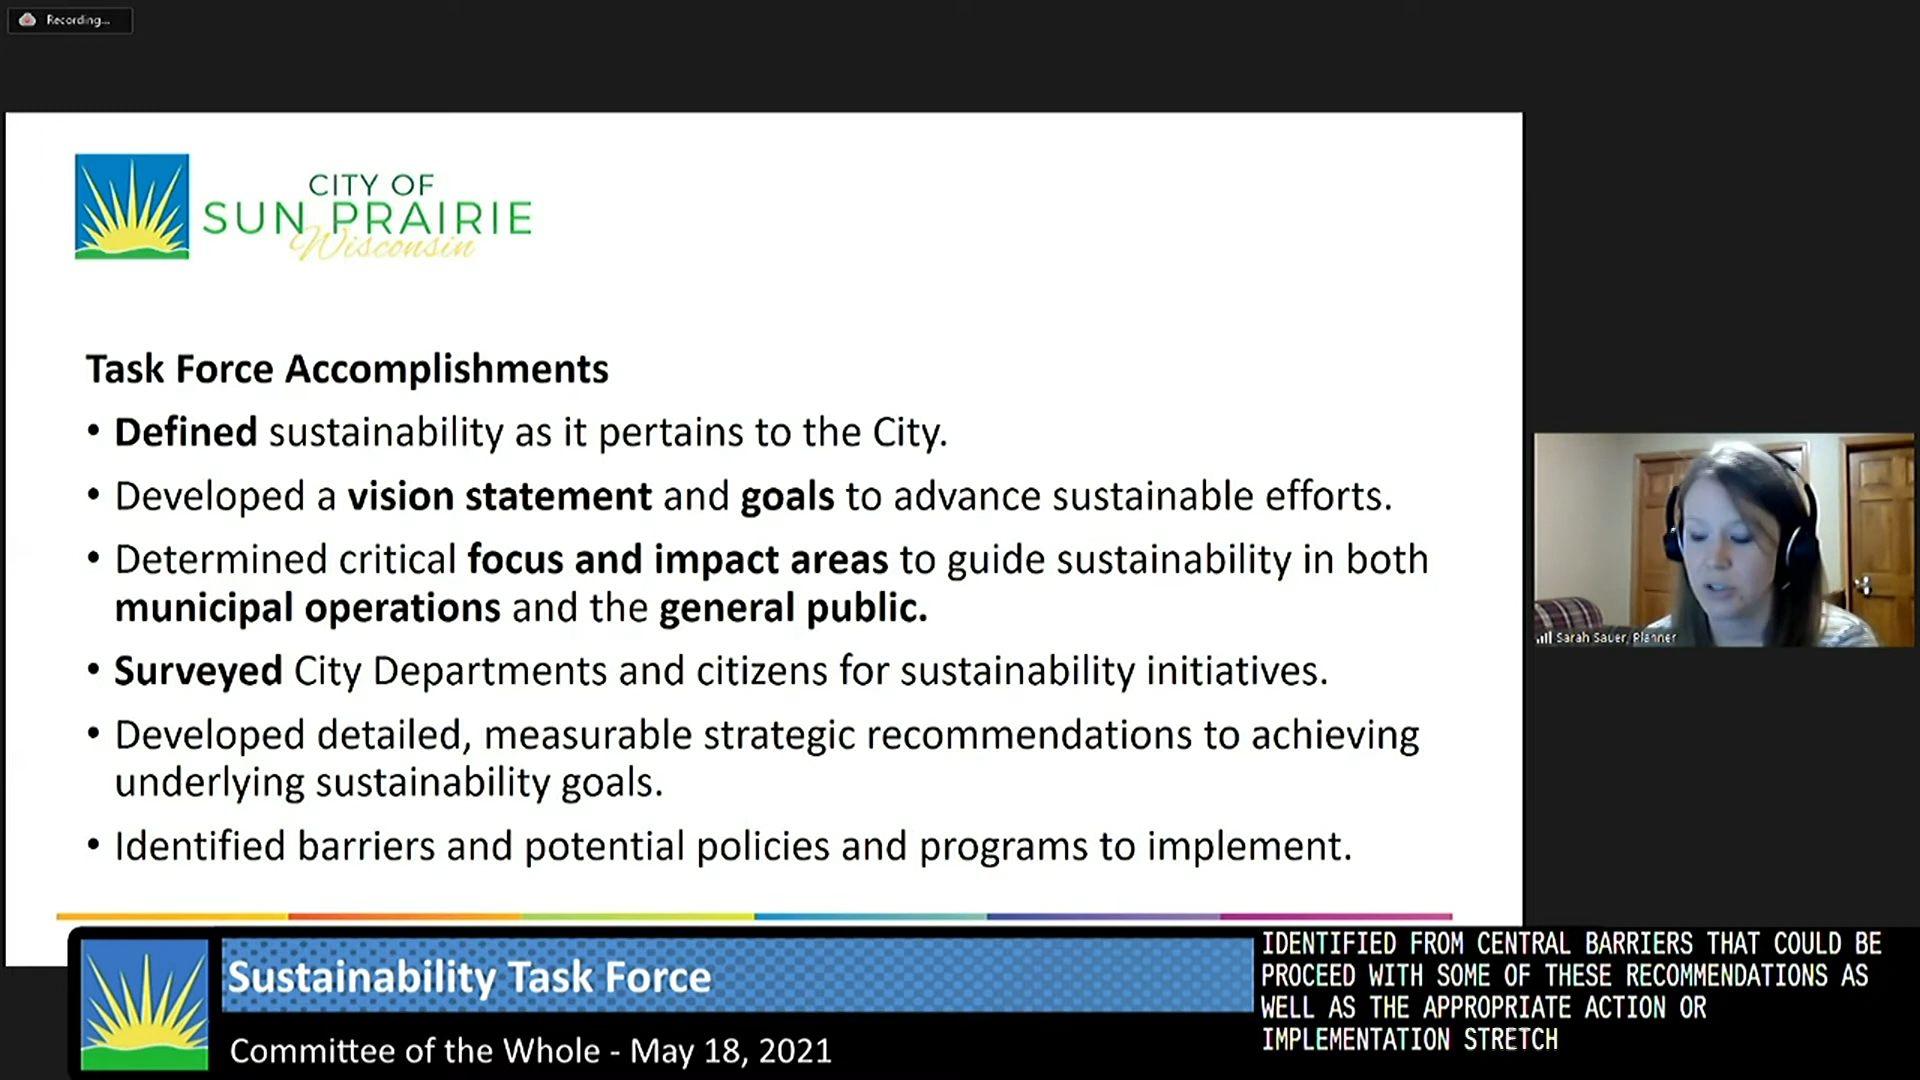 Recording...
CITY OF
SUN PRAIRIE
Wisconsin
Task Force Accomplishments
• Defined sustainability as it pertains to the City.
• Developed a vision statement and goals to advance sustainable efforts.
• Determined critical focus and impact areas to guide sustainability in both
municipal operations and the general public.
• Surveyed City Departments and citizens for sustainability initiatives.
• Developed detailed, measurable strategic recommendations to achieving
underlying sustainability goals.
• Identified barriers and potential policies and programs to implement.
Sarah Sauer, Planner
Sustainability Task Force
Committee of the Whole - May 18, 2021
IDENTIFIED FROM CENTRAL BARRIERS THAT COULD BE
PROCEED WITH SOME OF THESE RECOMMENDATIONS AS
WELL AS THE APPROPRIATE ACTION OR
IMPLEMENTATION STRETCH